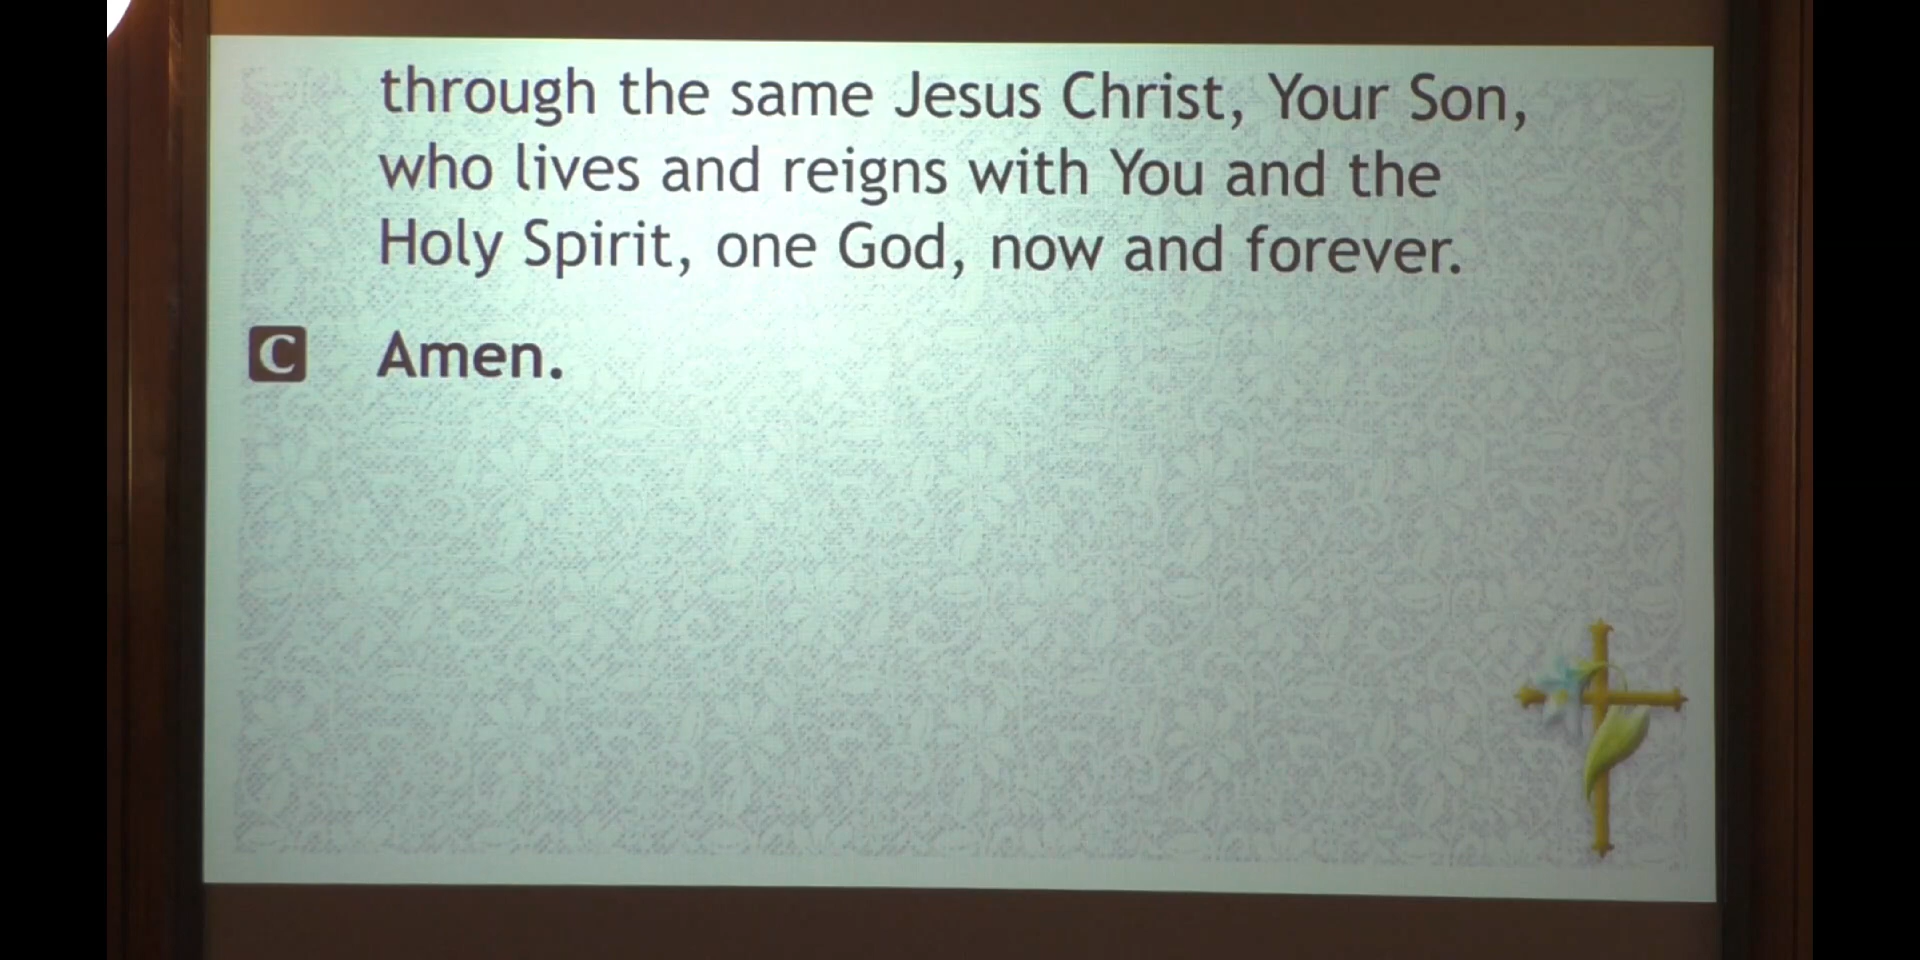 through the same Jesus Christ, Your Son,
who lives and reigns with You and the
Holy Spirit, one God, now and forever.
C Amen.